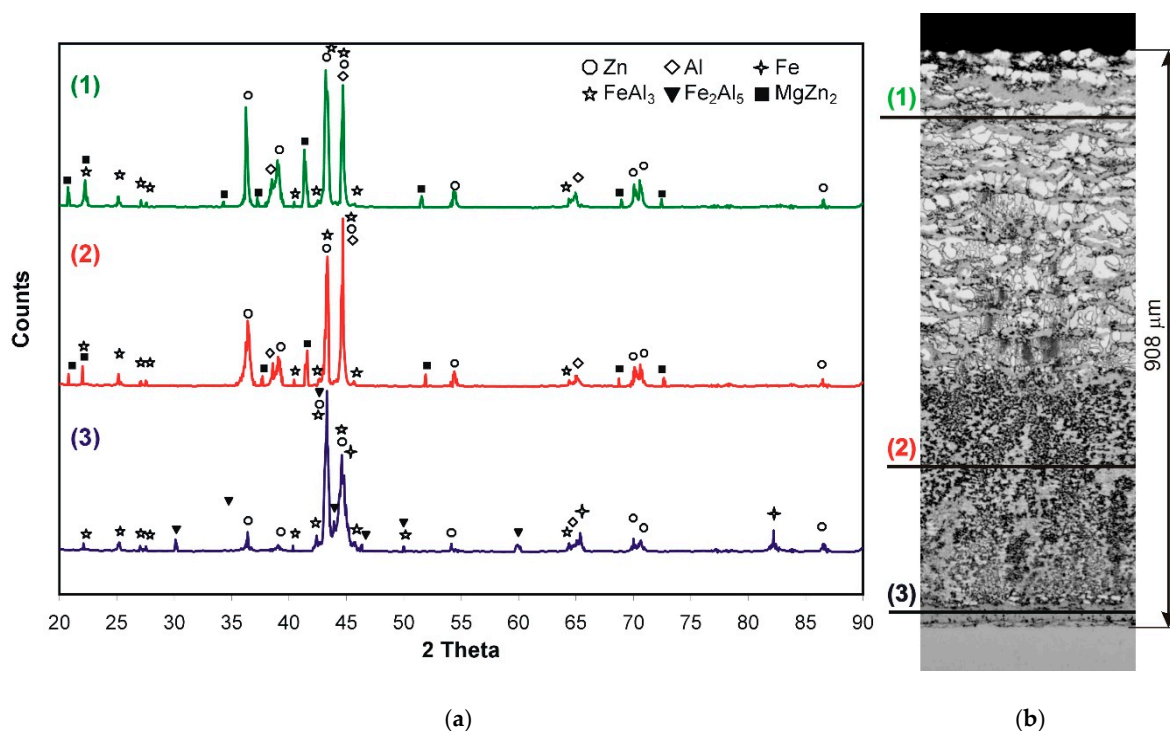 Zn Al Fe
FeAl3 Fe2Al5 MgZn2
(1)
(2)
(3)
Counts
20 25 30 35 40 45 50 55 60 65 70 75 80 85 90
2 Theta
(a)
(1)
(2)
(3)
908 µm
(b)